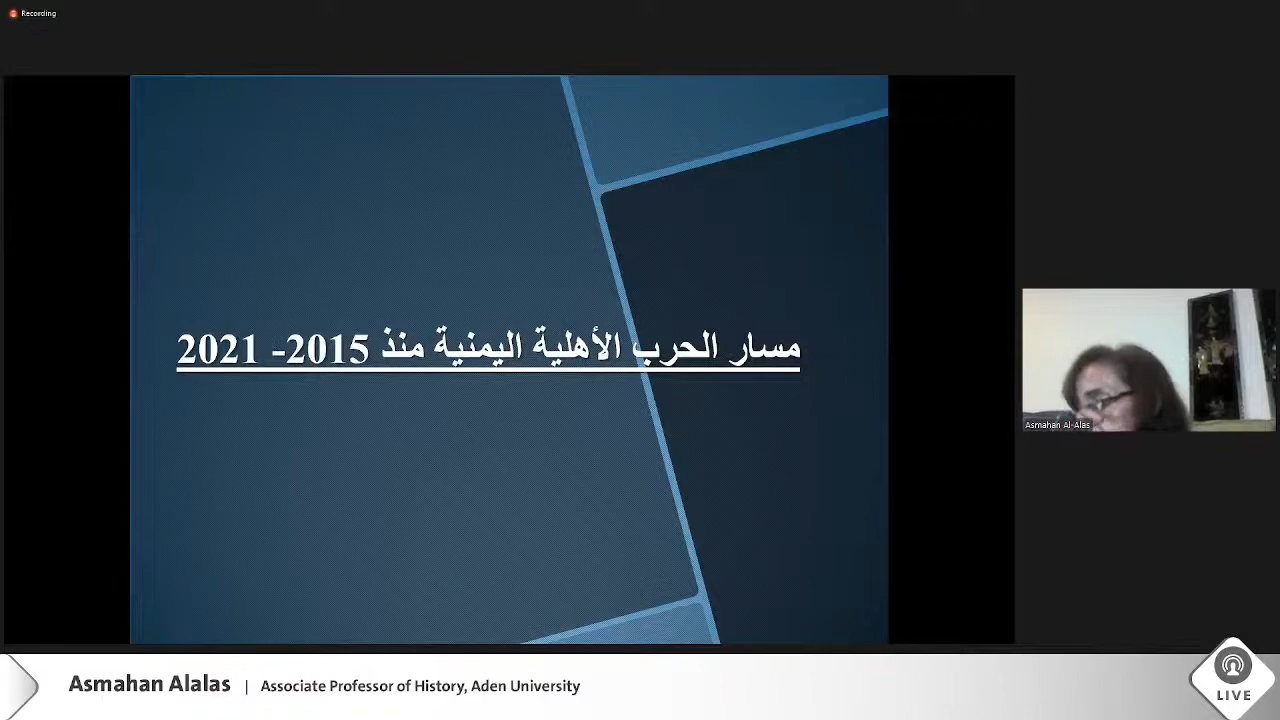 Recording
مسار الحرب الأهلية اليمنية منذ 2015- 2021
Asmahan Al-Alas
Asmahan Alalas | Associate Professor of History, Aden University
LIVE